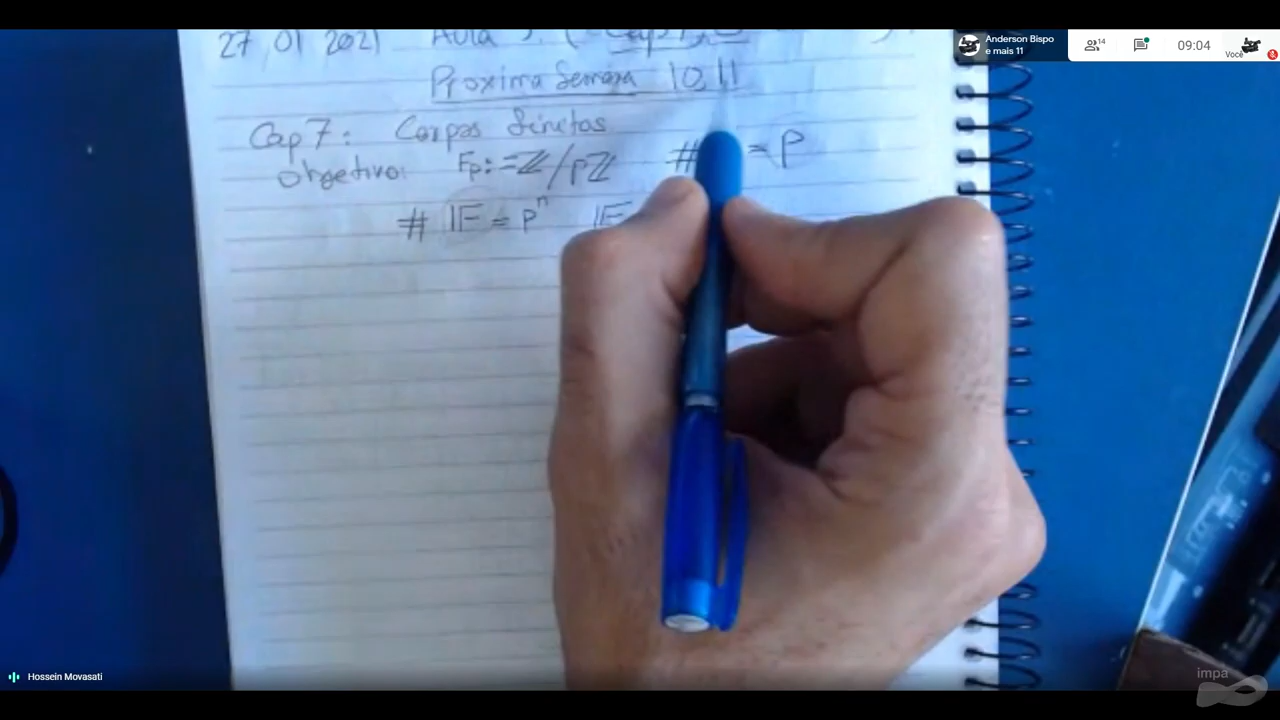 27 01 2021 Aula
Proxima Semana 10, 11
Cap 7: Corpos finitos
objetivo: Fp := ℤ/pℤ # = P
# 𝔽 = pⁿ 𝔽
Anderson Bispo
e mais 11
14
09:04
Você
Hossein Movasati
impa